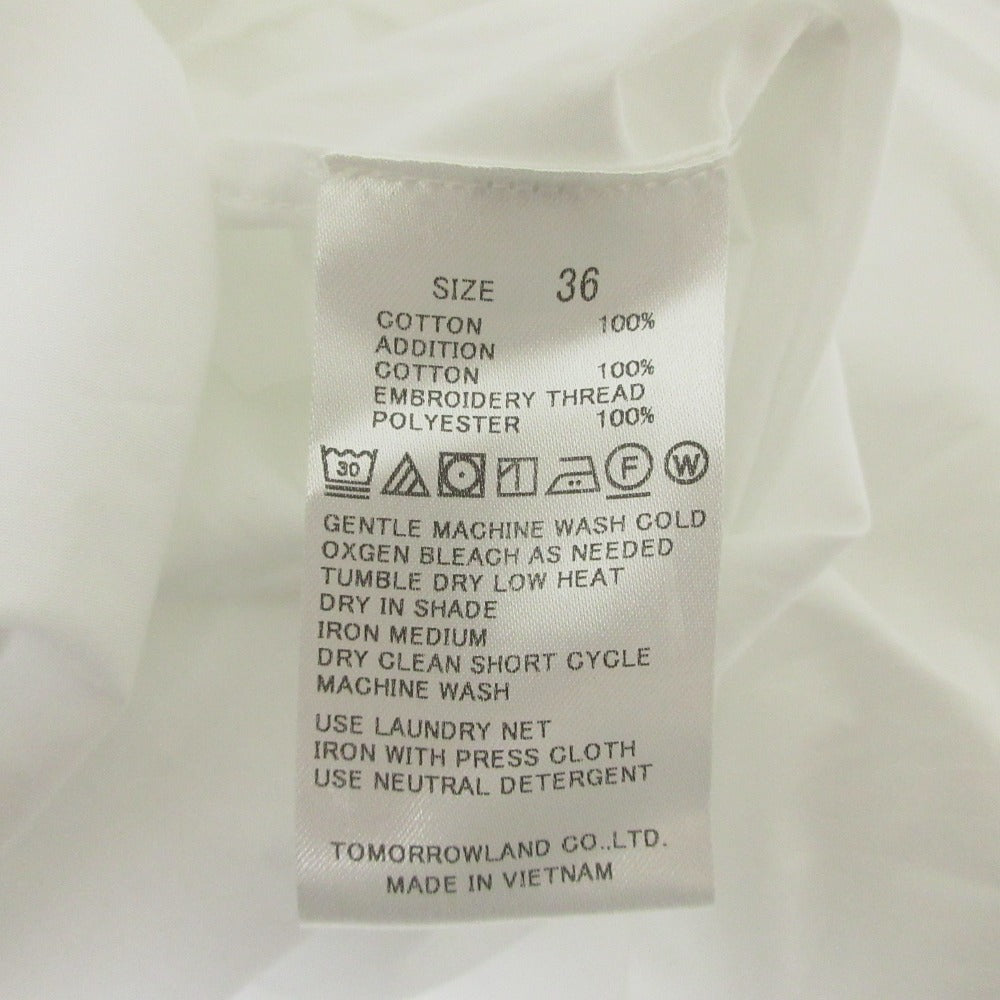 SIZE 36
COTTON 100%
ADDITION
COTTON 100%
EMBROIDERY THREAD
POLYESTER 100%
30 F W
GENTLE MACHINE WASH COLD
OXGEN BLEACH AS NEEDED
TUMBLE DRY LOW HEAT
DRY IN SHADE
IRON MEDIUM
DRY CLEAN SHORT CYCLE
MACHINE WASH
USE LAUNDRY NET
IRON WITH PRESS CLOTH
USE NEUTRAL DETERGENT
TOMORROWLAND CO.,LTD.
MADE IN VIETNAM